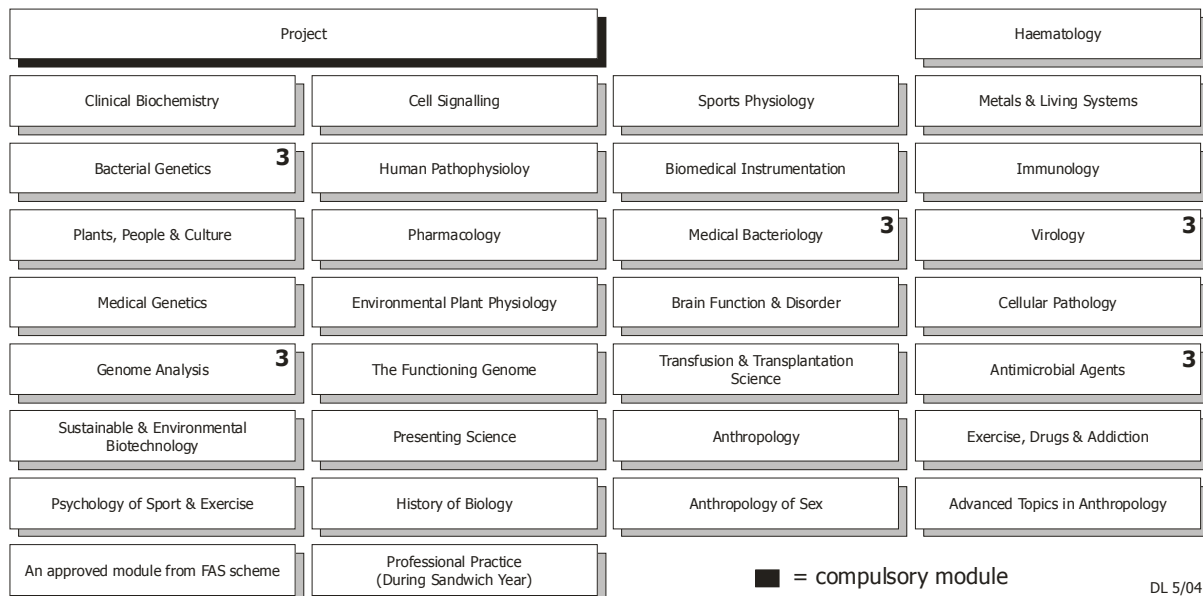 Project
Haematology
Clinical Biochemistry
Cell Signalling
Sports Physiology
Metals & Living Systems
Bacterial Genetics 3
Human Pathophysioloy
Biomedical Instrumentation
Immunology
Plants, People & Culture
Pharmacology
Medical Bacteriology 3
Virology 3
Medical Genetics
Environmental Plant Physiology
Brain Function & Disorder
Cellular Pathology
Genome Analysis 3
The Functioning Genome
Transfusion & Transplantation
Science
Antimicrobial Agents 3
Sustainable & Environmental
Biotechnology
Presenting Science
Anthropology
Exercise, Drugs & Addiction
Psychology of Sport & Exercise
History of Biology
Anthropology of Sex
Advanced Topics in Anthropology
An approved module from FAS scheme
Professional Practice
(During Sandwich Year)
= compulsory module
DL 5/04